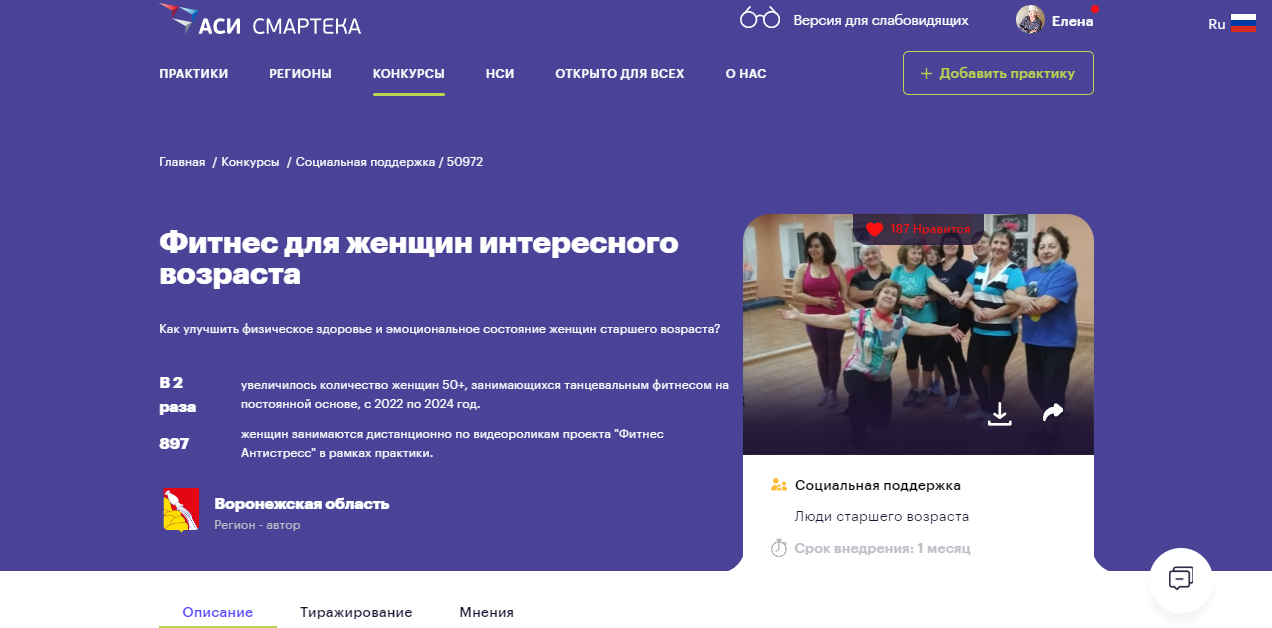 АСИ СМАРТЕКА
Версия для слабовидящих
Елена
Ru
ПРАКТИКИ
РЕГИОНЫ
КОНКУРСЫ
НСИ
ОТКРЫТО ДЛЯ ВСЕХ
О НАС
+ Добавить практику
Главная / Конкурсы / Социальная поддержка / 50972
Фитнес для женщин интересного
возраста
Как улучшить физическое здоровье и эмоциональное состояние женщин старшего возраста?
В 2
раза
увеличилось количество женщин 50+, занимающихся танцевальным фитнесом на
постоянной основе, с 2022 по 2024 год.
897
женщин занимаются дистанционно по видеороликам проекта "Фитнес
Антистресс" в рамках практики.
Воронежская область
Регион - автор
187 Нравится
Социальная поддержка
Люди старшего возраста
Срок внедрения: 1 месяц
Описание
Тиражирование
Мнения